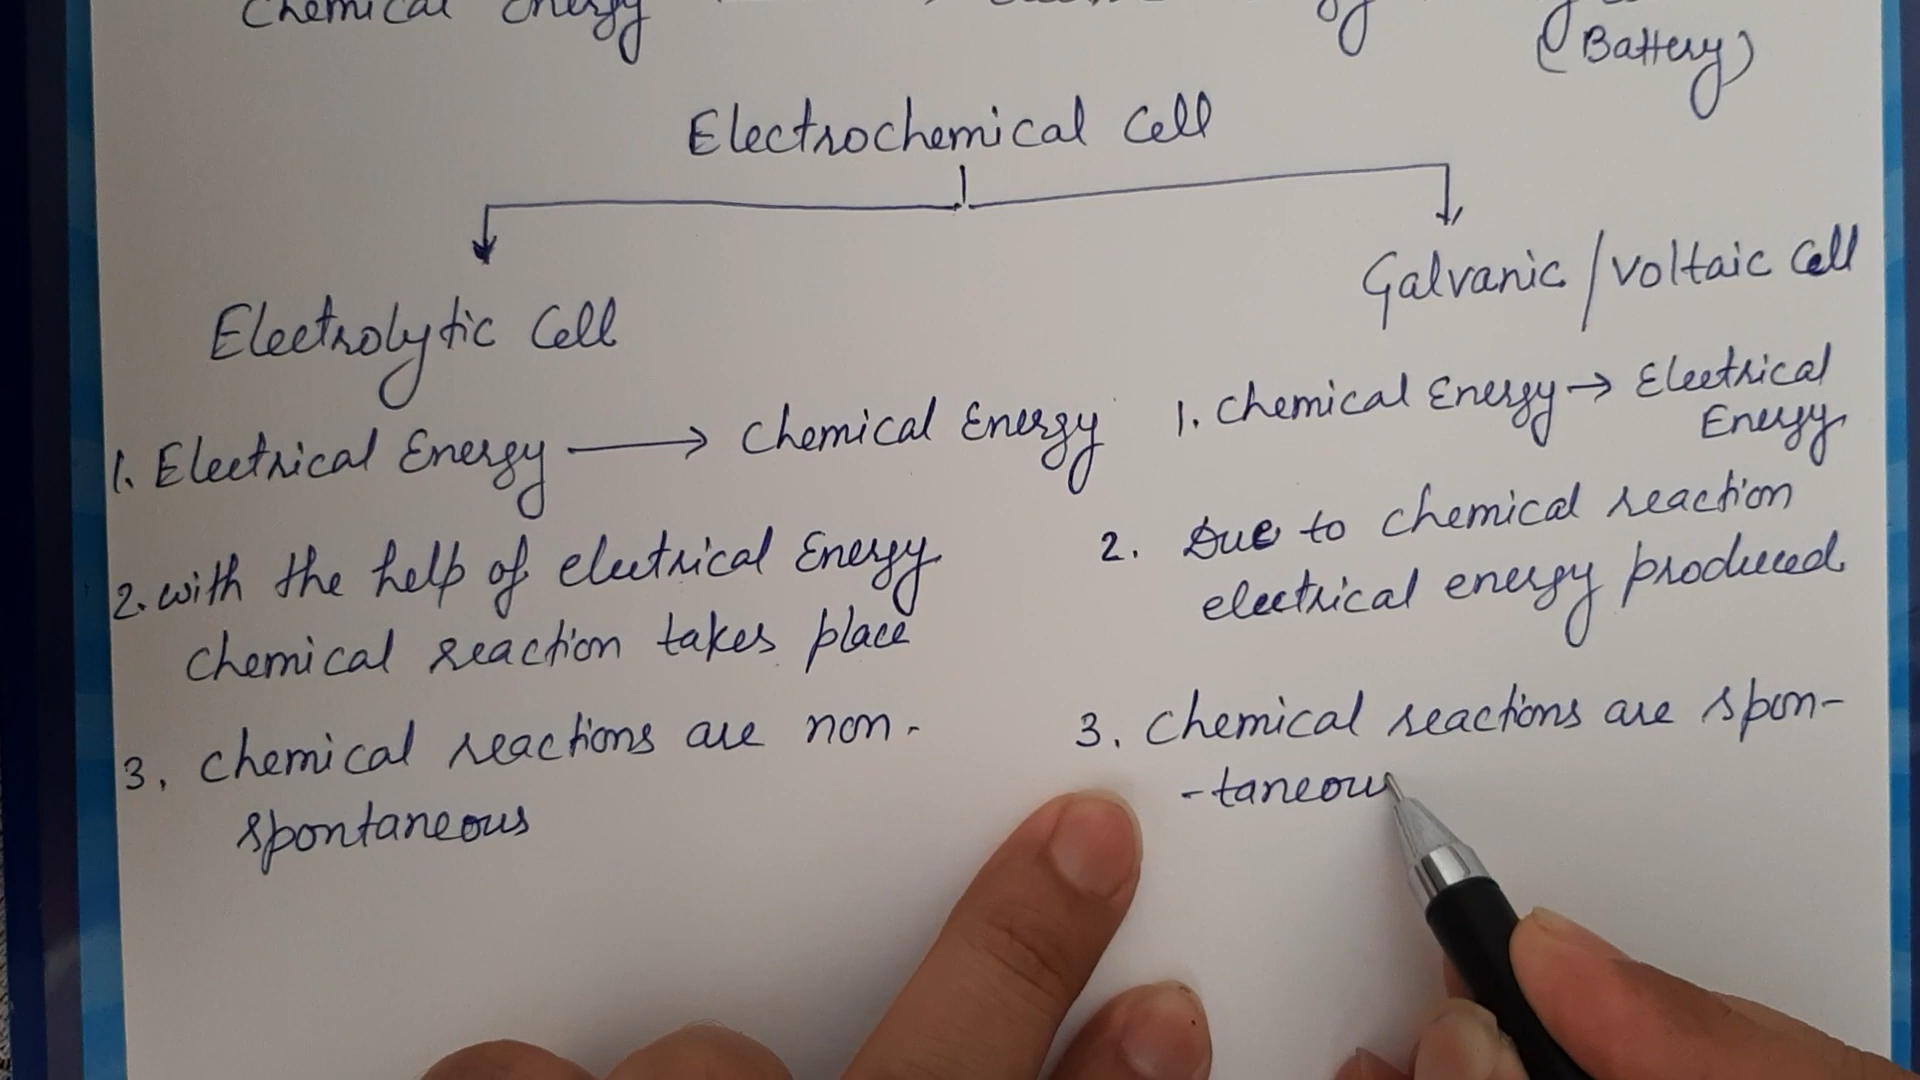 Chemical Energy
(Battery)
Electrochemical Cell
Electrolytic Cell
Galvanic / Voltaic Cell
1. Electrical Energy → Chemical Energy
2. with the help of electrical Energy
chemical reaction takes place
3. chemical reactions are non-
spontaneous
1. Chemical Energy → Electrical
Energy
2. Due to chemical reaction
electrical energy produced
3. Chemical reactions are spon-
-taneous